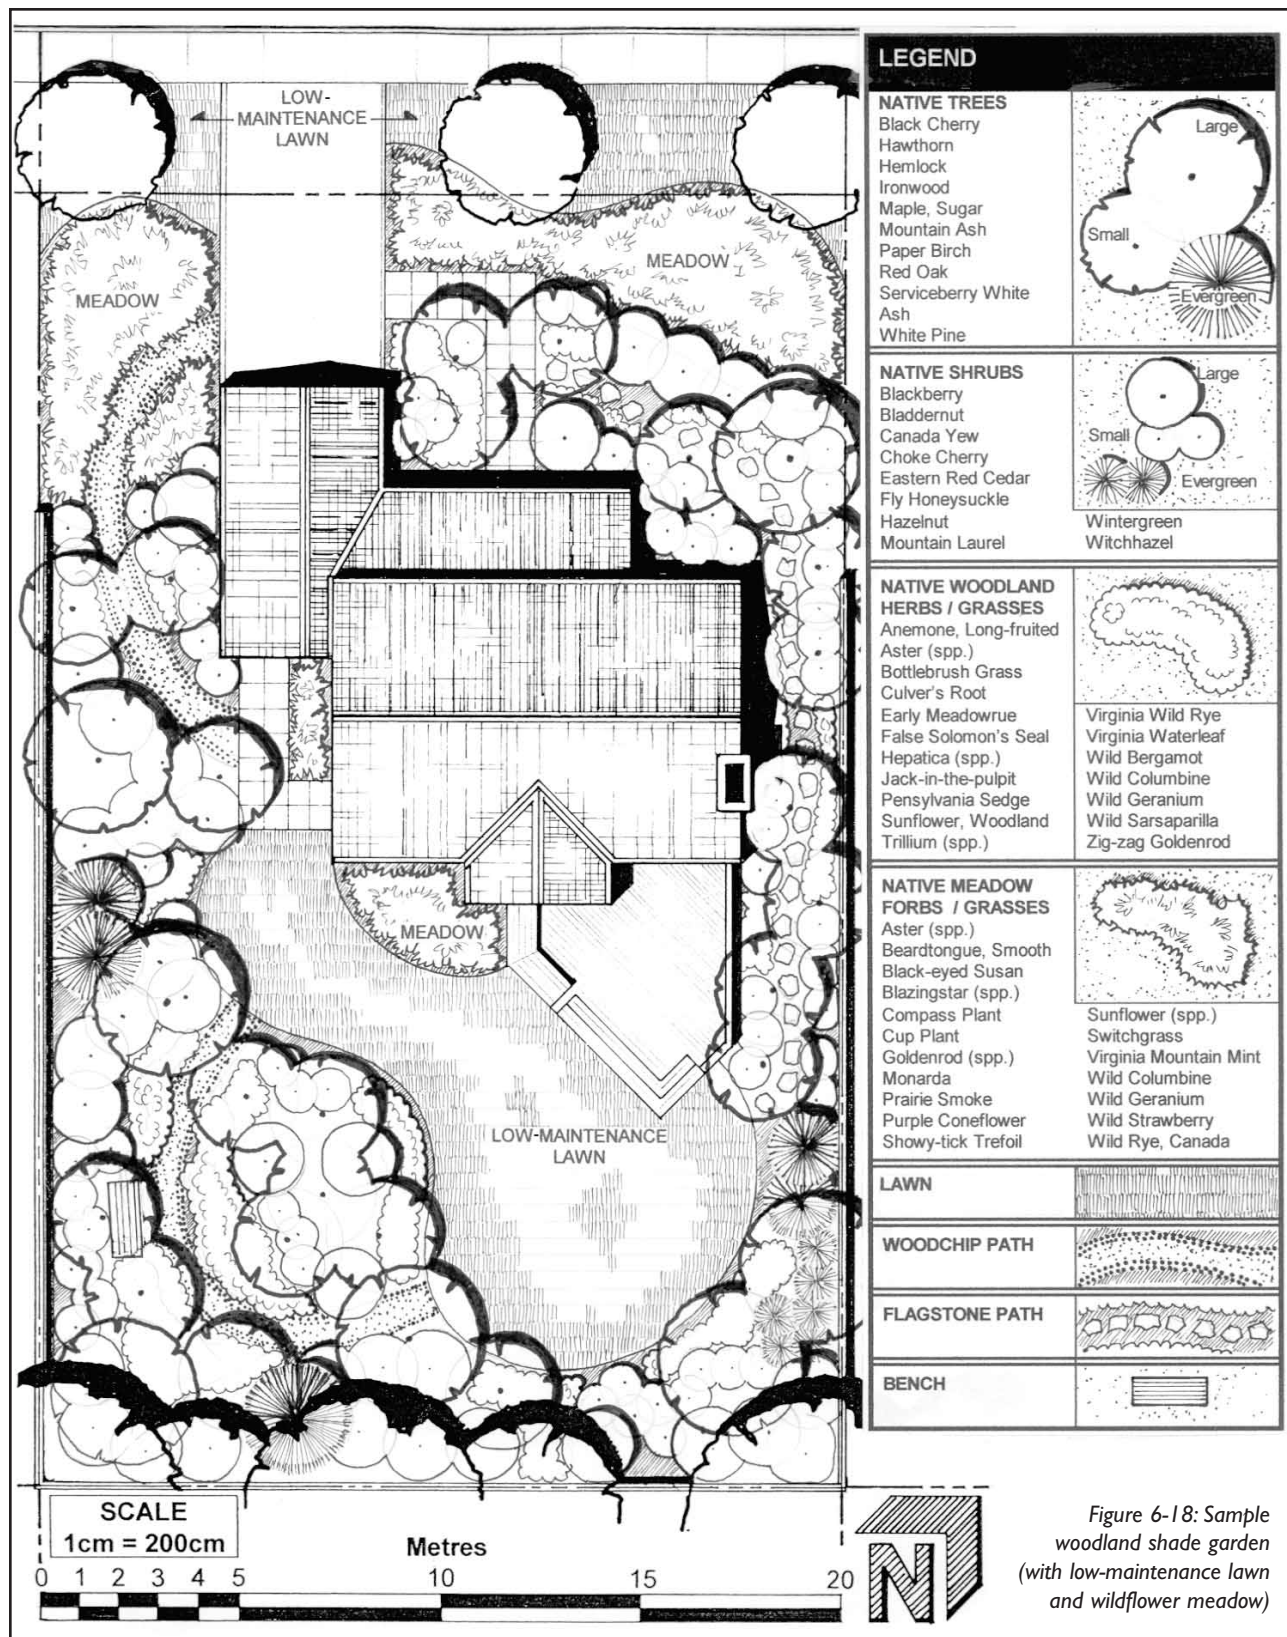 LOW-
MAINTENANCE
LAWN
MEADOW
MEADOW
MEADOW
LOW-MAINTENANCE
LAWN
LEGEND
NATIVE TREES
Black Cherry
Hawthorn
Hemlock
Ironwood
Maple, Sugar
Mountain Ash
Paper Birch
Red Oak
Serviceberry White
Ash
White Pine
Large
Small
Evergreen
NATIVE SHRUBS
Blackberry
Bladdernut
Canada Yew
Choke Cherry
Eastern Red Cedar
Fly Honeysuckle
Hazelnut
Mountain Laurel
Large
Small
Evergreen
Wintergreen
Witchhazel
NATIVE WOODLAND
HERBS / GRASSES
Anemone, Long-fruited
Aster (spp.)
Bottlebrush Grass
Culver's Root
Early Meadowrue
False Solomon's Seal
Hepatica (spp.)
Jack-in-the-pulpit
Pensylvania Sedge
Sunflower, Woodland
Trillium (spp.)
Virginia Wild Rye
Virginia Waterleaf
Wild Bergamot
Wild Columbine
Wild Geranium
Wild Sarsaparilla
Zig-zag Goldenrod
NATIVE MEADOW
FORBS / GRASSES
Aster (spp.)
Beardtongue, Smooth
Black-eyed Susan
Blazingstar (spp.)
Compass Plant
Cup Plant
Goldenrod (spp.)
Monarda
Prairie Smoke
Purple Coneflower
Showy-tick Trefoil
Sunflower (spp.)
Switchgrass
Virginia Mountain Mint
Wild Columbine
Wild Geranium
Wild Strawberry
Wild Rye, Canada
LAWN
WOODCHIP PATH
FLAGSTONE PATH
BENCH
SCALE
1cm = 200cm
Metres
0 1 2 3 4 5 10 15 20
N
Figure 6-18: Sample
woodland shade garden
(with low-maintenance lawn
and wildflower meadow)